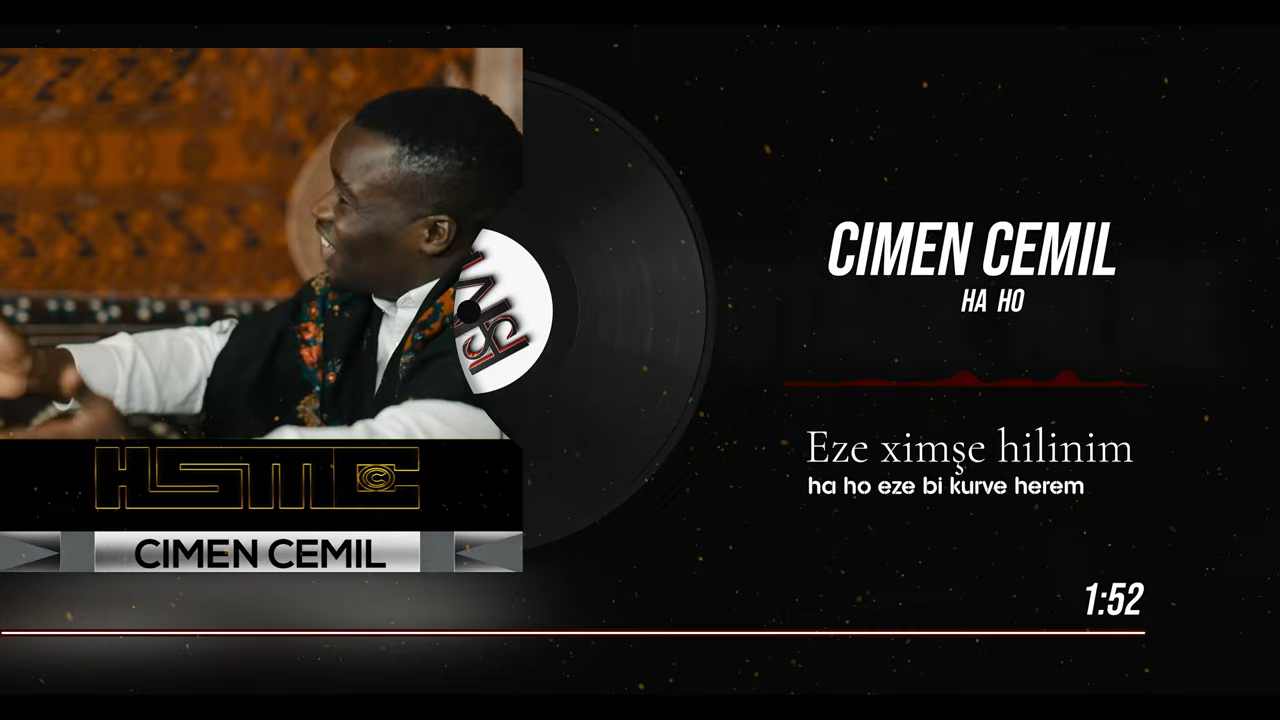 CIMEN CEMIL
HA HO
Eze ximşe hilinim
ha ho eze bi kurve herem
1:52
HSMC
©
CIMEN CEMIL